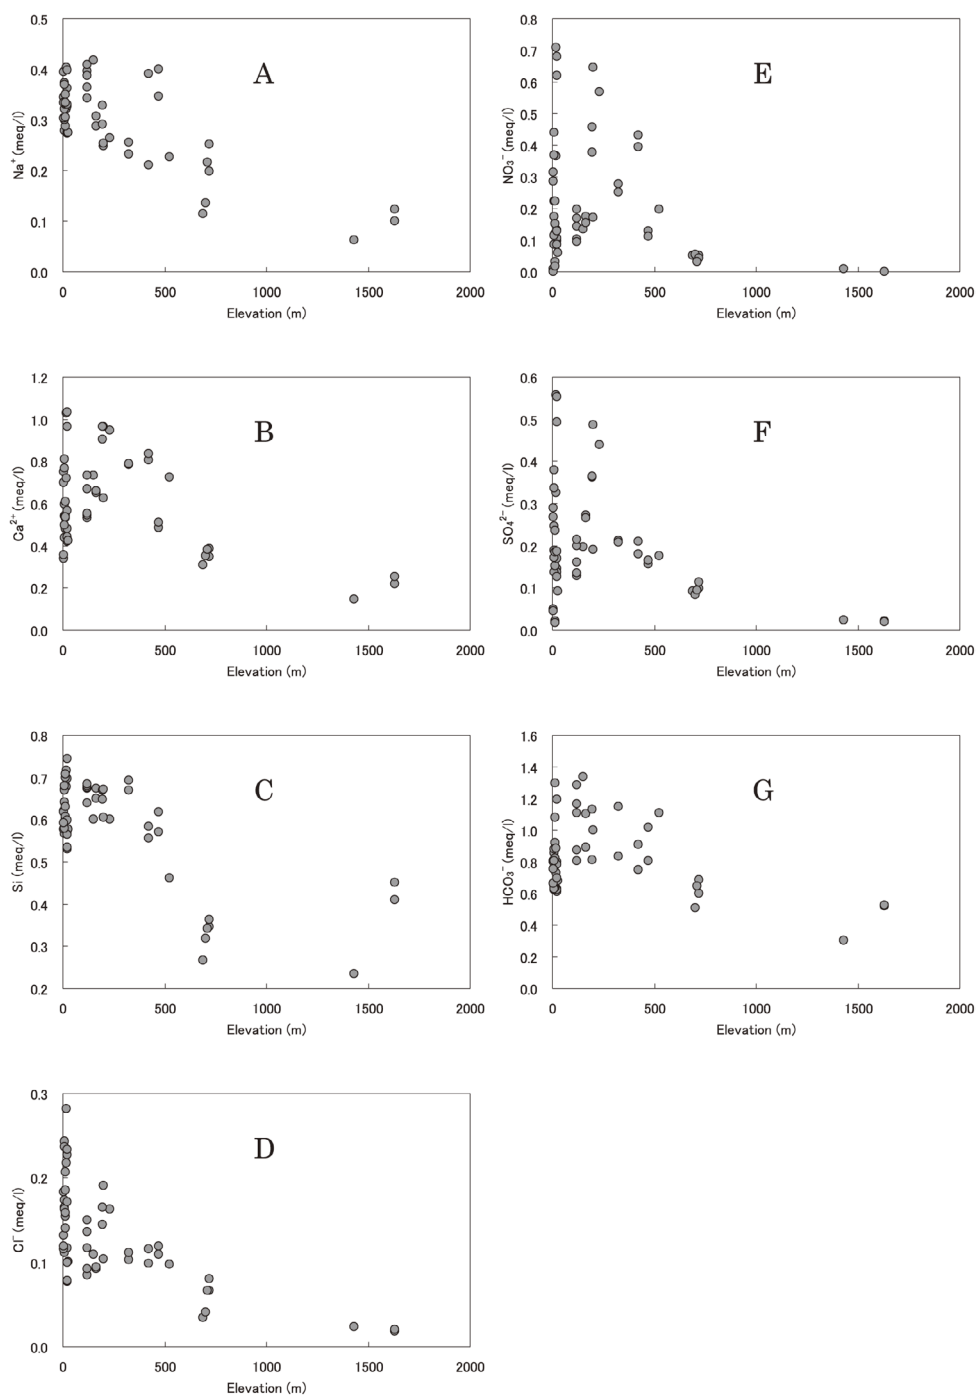 0.5
0.4
0.3
0.2
0.1
0.0
Na⁺ (meq/l)
A
0 500 1000 1500 2000
Elevation (m)
0.8
0.7
0.6
0.5
0.4
0.3
0.2
0.1
0.0
NO₃⁻ (meq/l)
E
0 500 1000 1500 2000
Elevation (m)
1.2
1.0
0.8
0.6
0.4
0.2
0.0
Ca²⁺ (meq/l)
B
0 500 1000 1500 2000
Elevation (m)
0.6
0.5
0.4
0.3
0.2
0.1
0.0
SO₄²⁻ (meq/l)
F
0 500 1000 1500 2000
Elevation (m)
0.8
0.7
0.6
0.5
0.4
0.3
0.2
Si (meq/l)
C
0 500 1000 1500 2000
Elevation (m)
1.6
1.4
1.2
1.0
0.8
0.6
0.4
0.2
0.0
HCO₃⁻ (meq/l)
G
0 500 1000 1500 2000
Elevation (m)
0.3
0.2
0.1
0.0
Cl⁻ (meq/l)
D
0 500 1000 1500 2000
Elevation (m)